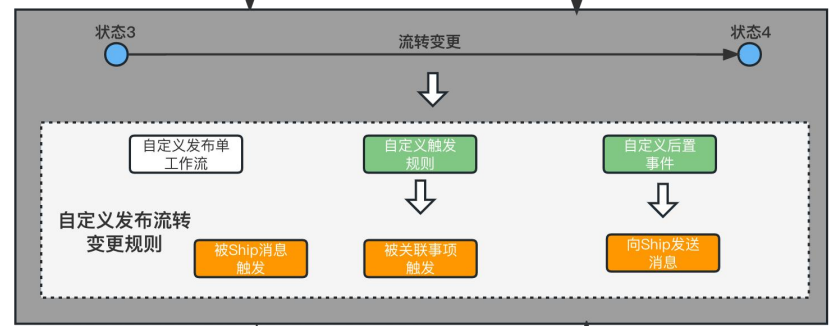 状态3
状态4
流转变更
自定义发布单
工作流
自定义触发
规则
自定义后置
事件
自定义发布流转
变更规则
被Ship消息
触发
被关联事项
触发
向Ship发送
消息